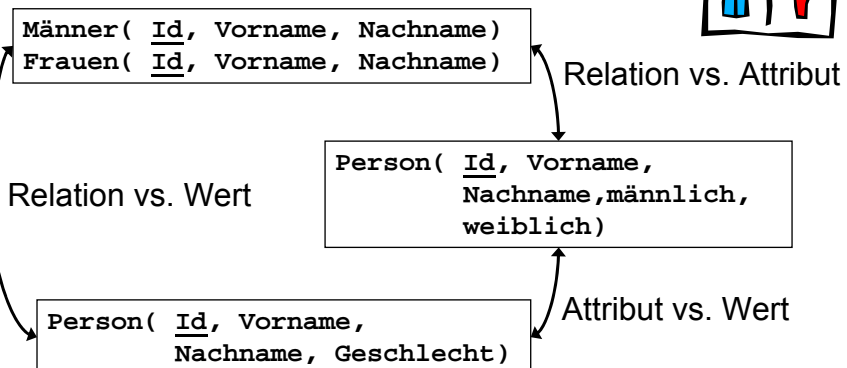 Männer( Id, Vorname, Nachname)
Frauen( Id, Vorname, Nachname)
Relation vs. Attribut
Person( Id, Vorname,
Nachname,männlich,
weiblich)
Relation vs. Wert
Attribut vs. Wert
Person( Id, Vorname,
Nachname, Geschlecht)